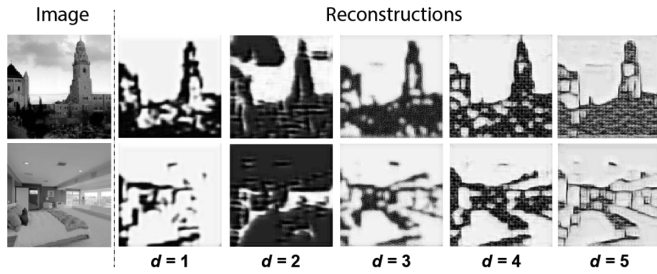 Image Reconstructions
d = 1 d = 2 d = 3 d = 4 d = 5